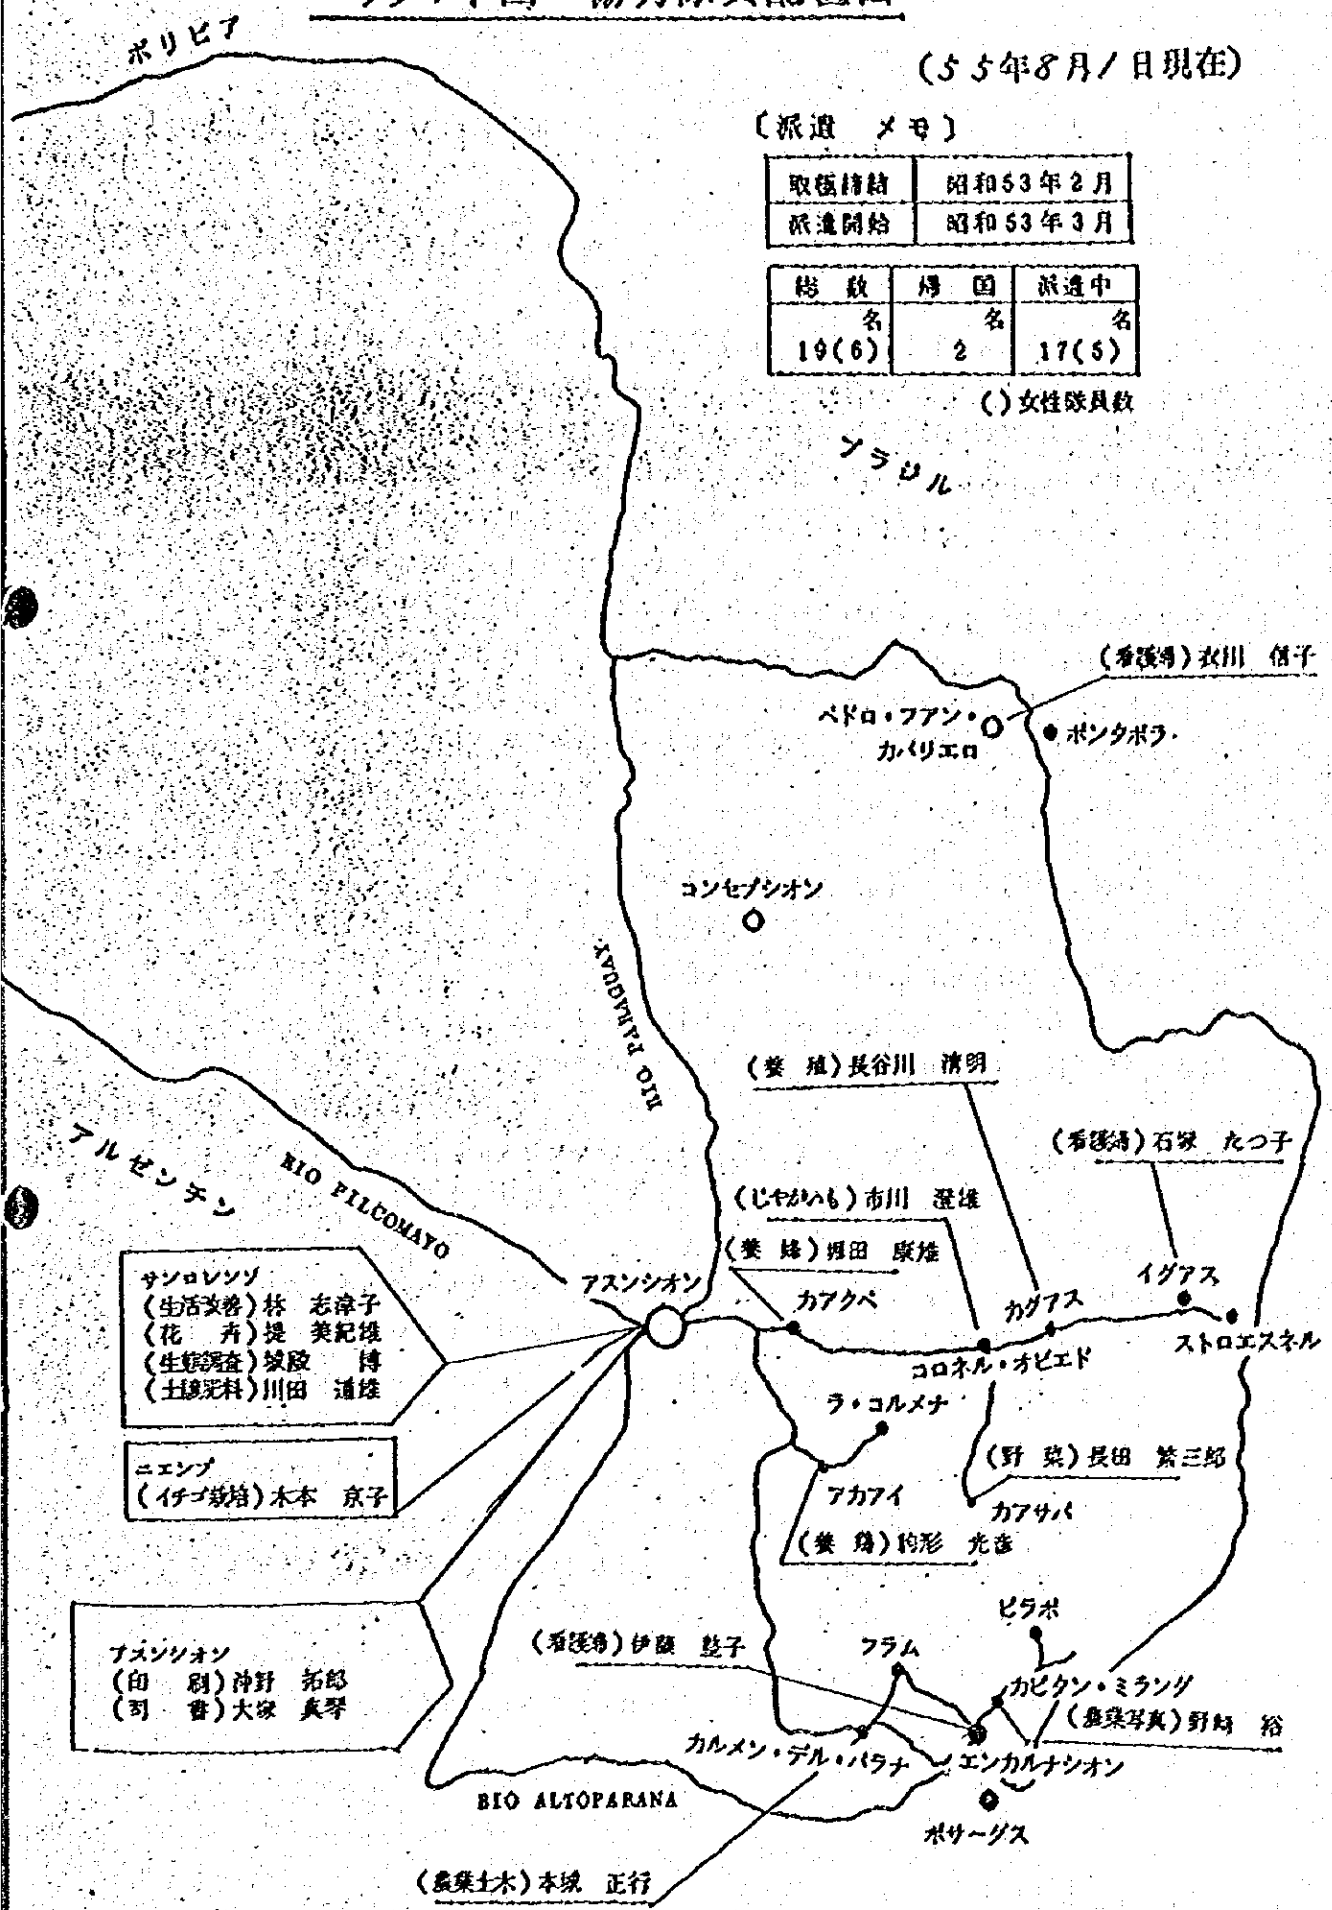 ボリビア
(55年8月1日現在)
〔派遣 メモ〕
取極締結 昭和53年2月
派遣開始 昭和53年3月
総数 帰国 派遣中
名 名 名
19(6) 2 17(5)
()女性隊員数
(看護婦)衣川 信子
ペドロ・フアン・
カバリエロ
ポンタポラ
コンセプシオン
RIO PARAGUAY
(養殖)長谷川 清明
アルゼンチン
RIO PILCOMAYO
(看護婦)石塚 たつ子
(じゃがいも)市川 澄雄
(養蜂) 康雄
サンロレンゾ
(生活改善)林 志津子
(花卉)堤 美紀雄
(生態調査) 博
(土壌肥料)川田 道雄
アスンシオン
カアクペ
カグアス
イグアス
ストロエスネル
コロネル・オビエド
ラ・コルメナ
ニエンブ
(イチゴ栽培)木本 京子
アカアイ
(野菜)長田 繁三郎
カアサパ
(養鶏)
アスンシオン
(印刷)沖野 拓郎
(司書)大塚 真琴
(看護婦)伊藤
フラム
ピラポ
カピタン・ミランダ
(農業写真)野崎 裕
カルメン・デル・パラナ
エンカルナシオン
RIO ALTOPARANA
ポサーダス
(農業土木) 正行